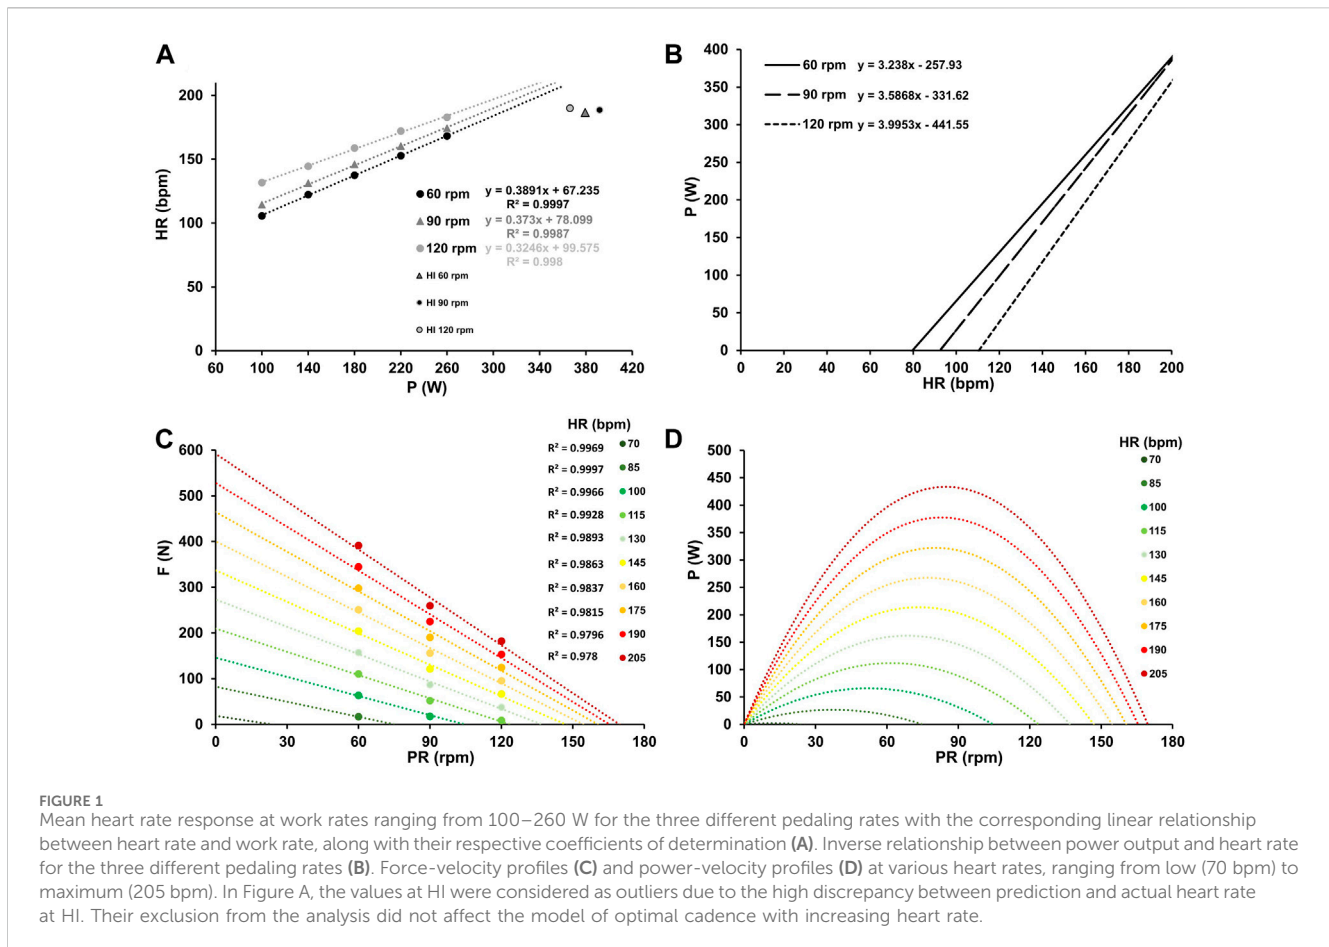 A
HR (bpm)
200
150
100
50
0
60 100 140 180 220 260 300 340 380 420
P (W)
60 rpm y = 0.3891x + 67.235
R² = 0.9997
90 rpm y = 0.373x + 78.099
R² = 0.9987
120 rpm y = 0.3246x + 99.575
R² = 0.998
HI 60 rpm
HI 90 rpm
HI 120 rpm
B
P (W)
400
350
300
250
200
150
100
50
0
0 20 40 60 80 100 120 140 160 180 200
HR (bpm)
60 rpm y = 3.238x - 257.93
90 rpm y = 3.5868x - 331.62
120 rpm y = 3.9953x - 441.55
C
F (N)
600
500
400
300
200
100
0
0 30 60 90 120 150 180
PR (rpm)
HR (bpm)
R² = 0.9969 70
R² = 0.9997 85
R² = 0.9966 100
R² = 0.9928 115
R² = 0.9893 130
R² = 0.9863 145
R² = 0.9837 160
R² = 0.9815 175
R² = 0.9796 190
R² = 0.978 205
D
P (W)
500
450
400
350
300
250
200
150
100
50
0
0 30 60 90 120 150 180
PR (rpm)
HR (bpm)
70
85
100
115
130
145
160
175
190
205
FIGURE 1
Mean heart rate response at work rates ranging from 100–260 W for the three different pedaling rates with the corresponding linear relationship
between heart rate and work rate, along with their respective coefficients of determination (A). Inverse relationship between power output and heart rate
for the three different pedaling rates (B). Force-velocity profiles (C) and power-velocity profiles (D) at various heart rates, ranging from low (70 bpm) to
maximum (205 bpm). In Figure A, the values at HI were considered as outliers due to the high discrepancy between prediction and actual heart rate
at HI. Their exclusion from the analysis did not affect the model of optimal cadence with increasing heart rate.